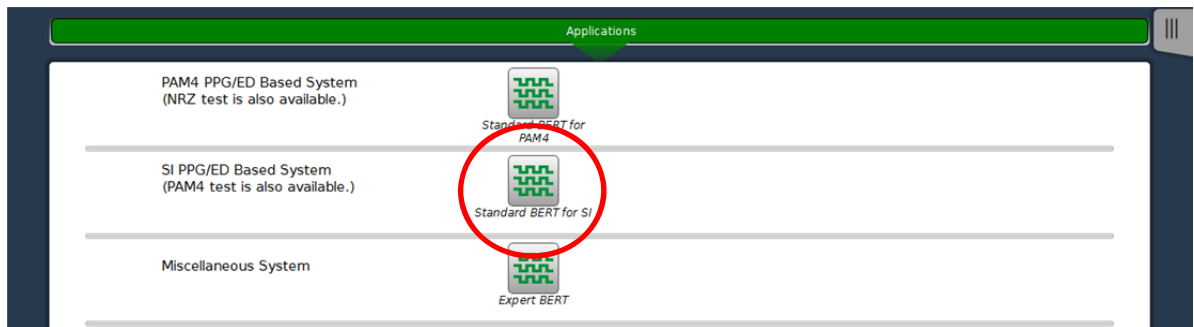 Applications
PAM4 PPG/ED Based System
(NRZ test is also available.)
Standard BERT for
PAM4
SI PPG/ED Based System
(PAM4 test is also available.)
Standard BERT for SI
Miscellaneous System
Expert BERT